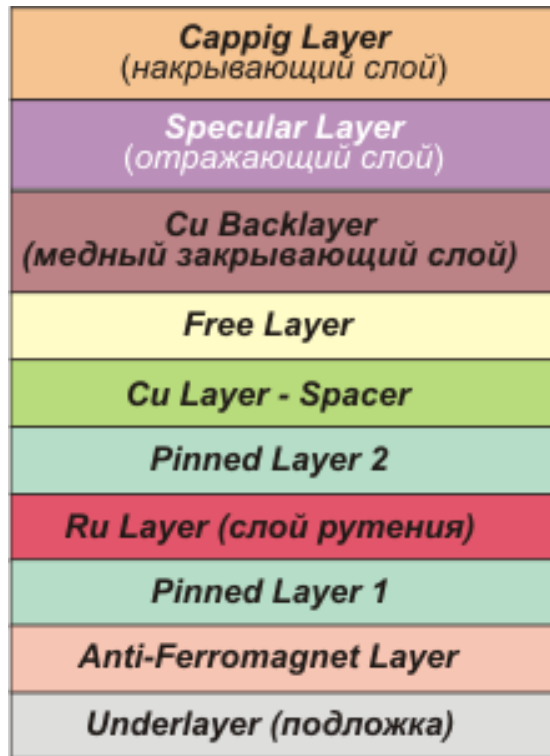 Cappig Layer
(накрывающий слой)
Specular Layer
(отражающий слой)
Cu Backlayer
(медный закрывающий слой)
Free Layer
Cu Layer - Spacer
Pinned Layer 2
Ru Layer (слой рутения)
Pinned Layer 1
Anti-Ferromagnet Layer
Underlayer (подложка)